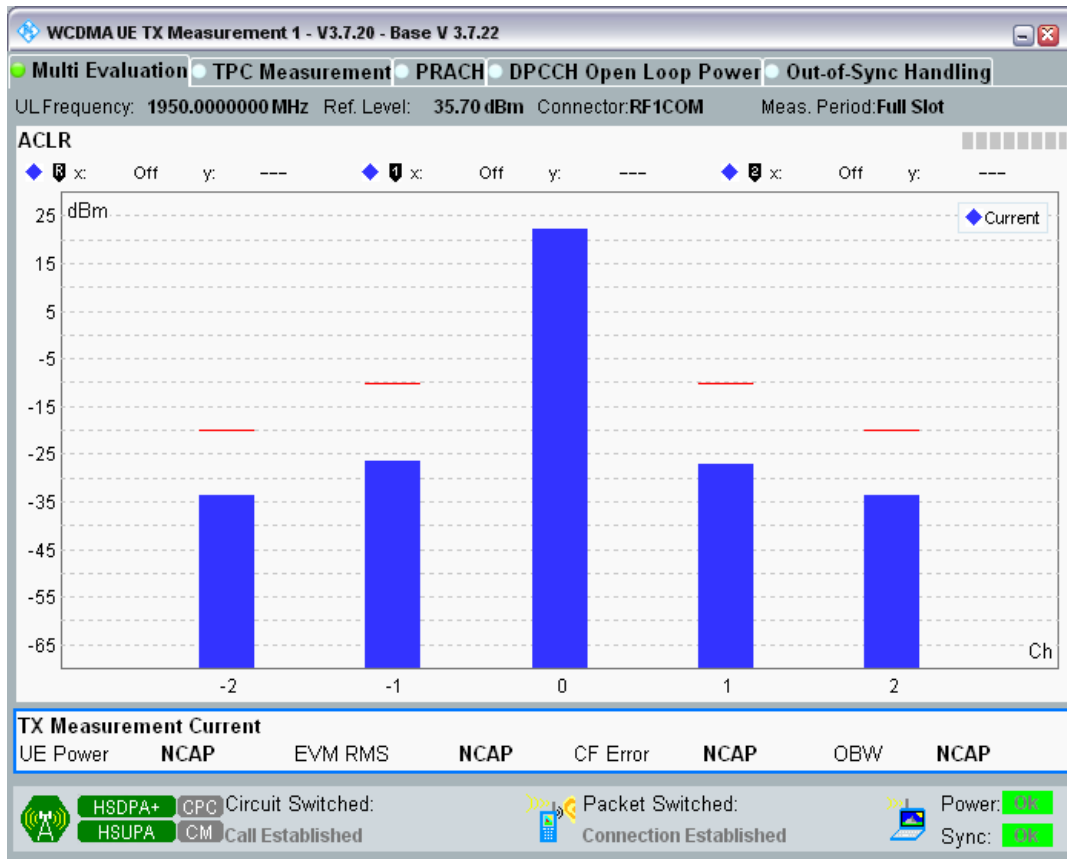 WCDMA UE TX Measurement 1 - V3.7.20 - Base V 3.7.22
Multi Evaluation TPC Measurement PRACH DPCCH Open Loop Power Out-of-Sync Handling
UL Frequency: 1950.0000000 MHz Ref. Level: 35.70 dBm Connector:RF1COM Meas. Period:Full Slot
ACLR
R x: Off y: --- 1 x: Off y: --- 2 x: Off y: ---
dBm
Current
25
15
5
-5
-15
-25
-35
-45
-55
-65
Ch
-2 -1 0 1 2
TX Measurement Current
UE Power NCAP EVM RMS NCAP CF Error NCAP OBW NCAP
HSDPA+ CPC Circuit Switched: Packet Switched: Power: Ok
HSUPA CM Call Established Connection Established Sync: Ok